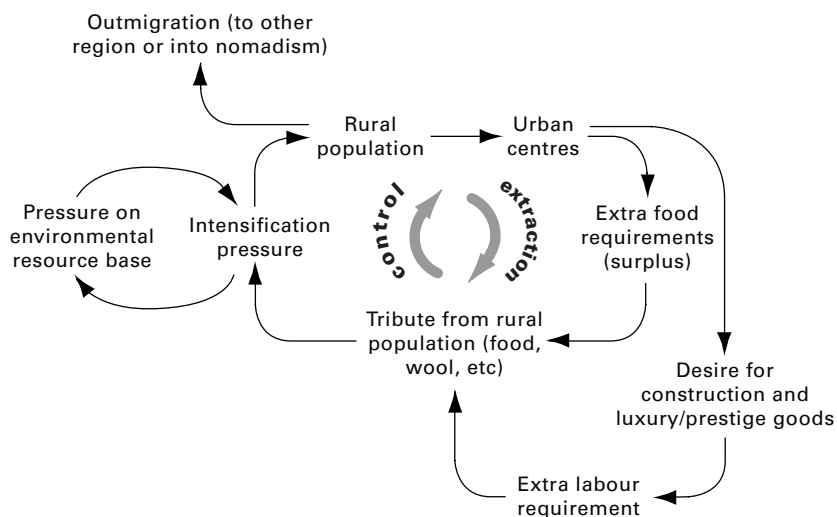 Outmigration (to other
region or into nomadism)
Rural
population
Urban
centres
Pressure on
environmental
resource base
Intensification
pressure
control
extraction
Extra food
requirements
(surplus)
Tribute from rural
population (food,
wool, etc)
Desire for
construction and
luxury/prestige goods
Extra labour
requirement